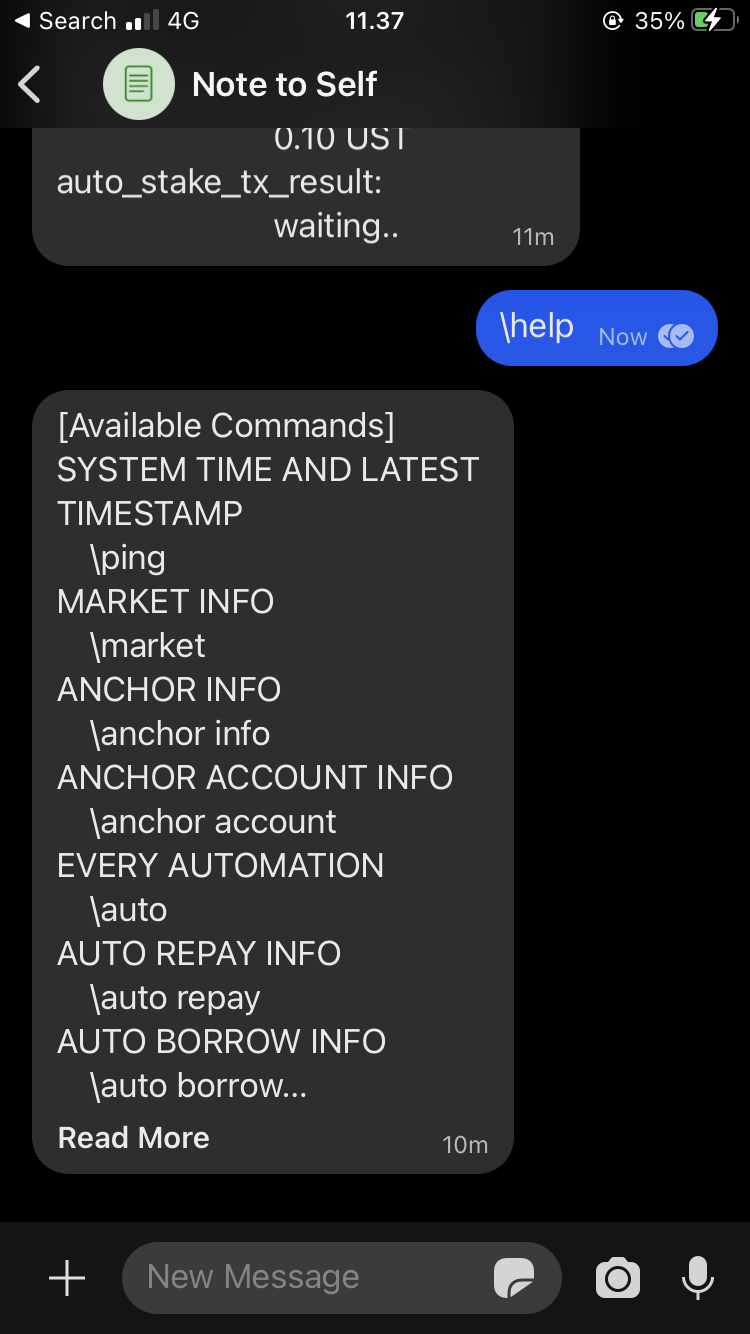 Search 4G 11.37 35%
Note to Self
0.10 UST
auto_stake_tx_result:
waiting..
11m
\help Now
[Available Commands]
SYSTEM TIME AND LATEST
TIMESTAMP
\ping
MARKET INFO
\market
ANCHOR INFO
\anchor info
ANCHOR ACCOUNT INFO
\anchor account
EVERY AUTOMATION
\auto
AUTO REPAY INFO
\auto repay
AUTO BORROW INFO
\auto borrow...
Read More
10m
New Message